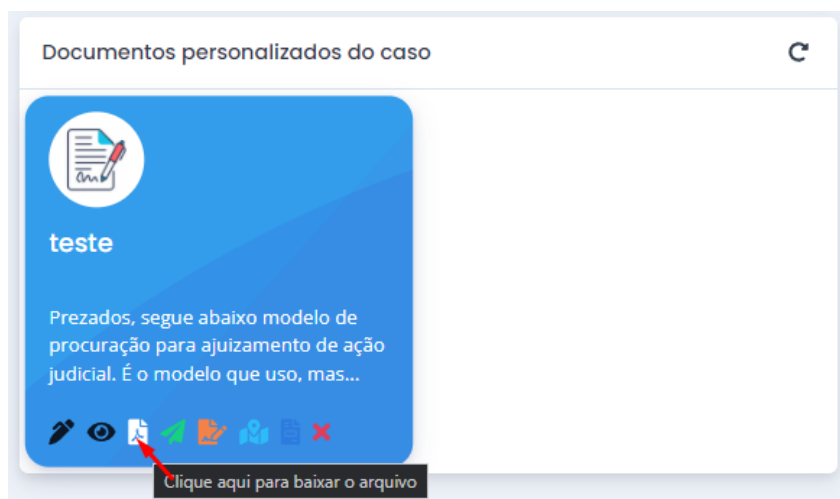 Documentos personalizados do caso
teste
Prezados, segue abaixo modelo de
procuração para ajuizamento de ação
judicial. É o modelo que uso, mas...
Clique aqui para baixar o arquivo